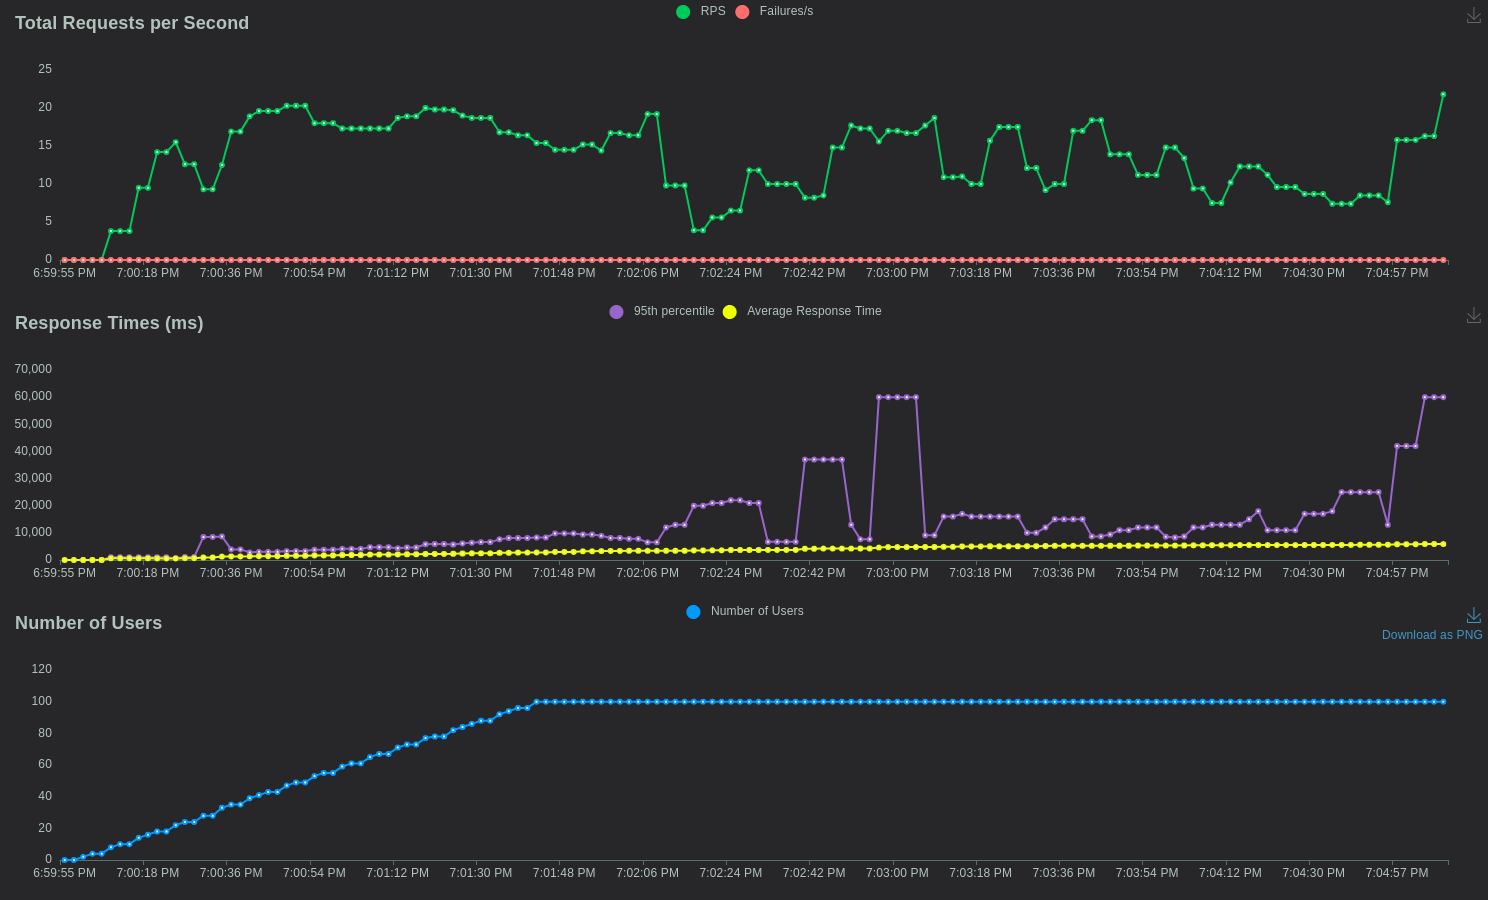 Total Requests per Second
RPS Failures/s
25
20
15
10
5
0
6:59:55 PM 7:00:18 PM 7:00:36 PM 7:00:54 PM 7:01:12 PM 7:01:30 PM 7:01:48 PM 7:02:06 PM 7:02:24 PM 7:02:42 PM 7:03:00 PM 7:03:18 PM 7:03:36 PM 7:03:54 PM 7:04:12 PM 7:04:30 PM 7:04:57 PM
Response Times (ms)
95th percentile Average Response Time
70,000
60,000
50,000
40,000
30,000
20,000
10,000
0
6:59:55 PM 7:00:18 PM 7:00:36 PM 7:00:54 PM 7:01:12 PM 7:01:30 PM 7:01:48 PM 7:02:06 PM 7:02:24 PM 7:02:42 PM 7:03:00 PM 7:03:18 PM 7:03:36 PM 7:03:54 PM 7:04:12 PM 7:04:30 PM 7:04:57 PM
Number of Users
Number of Users
Download as PNG
120
100
80
60
40
20
0
6:59:55 PM 7:00:18 PM 7:00:36 PM 7:00:54 PM 7:01:12 PM 7:01:30 PM 7:01:48 PM 7:02:06 PM 7:02:24 PM 7:02:42 PM 7:03:00 PM 7:03:18 PM 7:03:36 PM 7:03:54 PM 7:04:12 PM 7:04:30 PM 7:04:57 PM